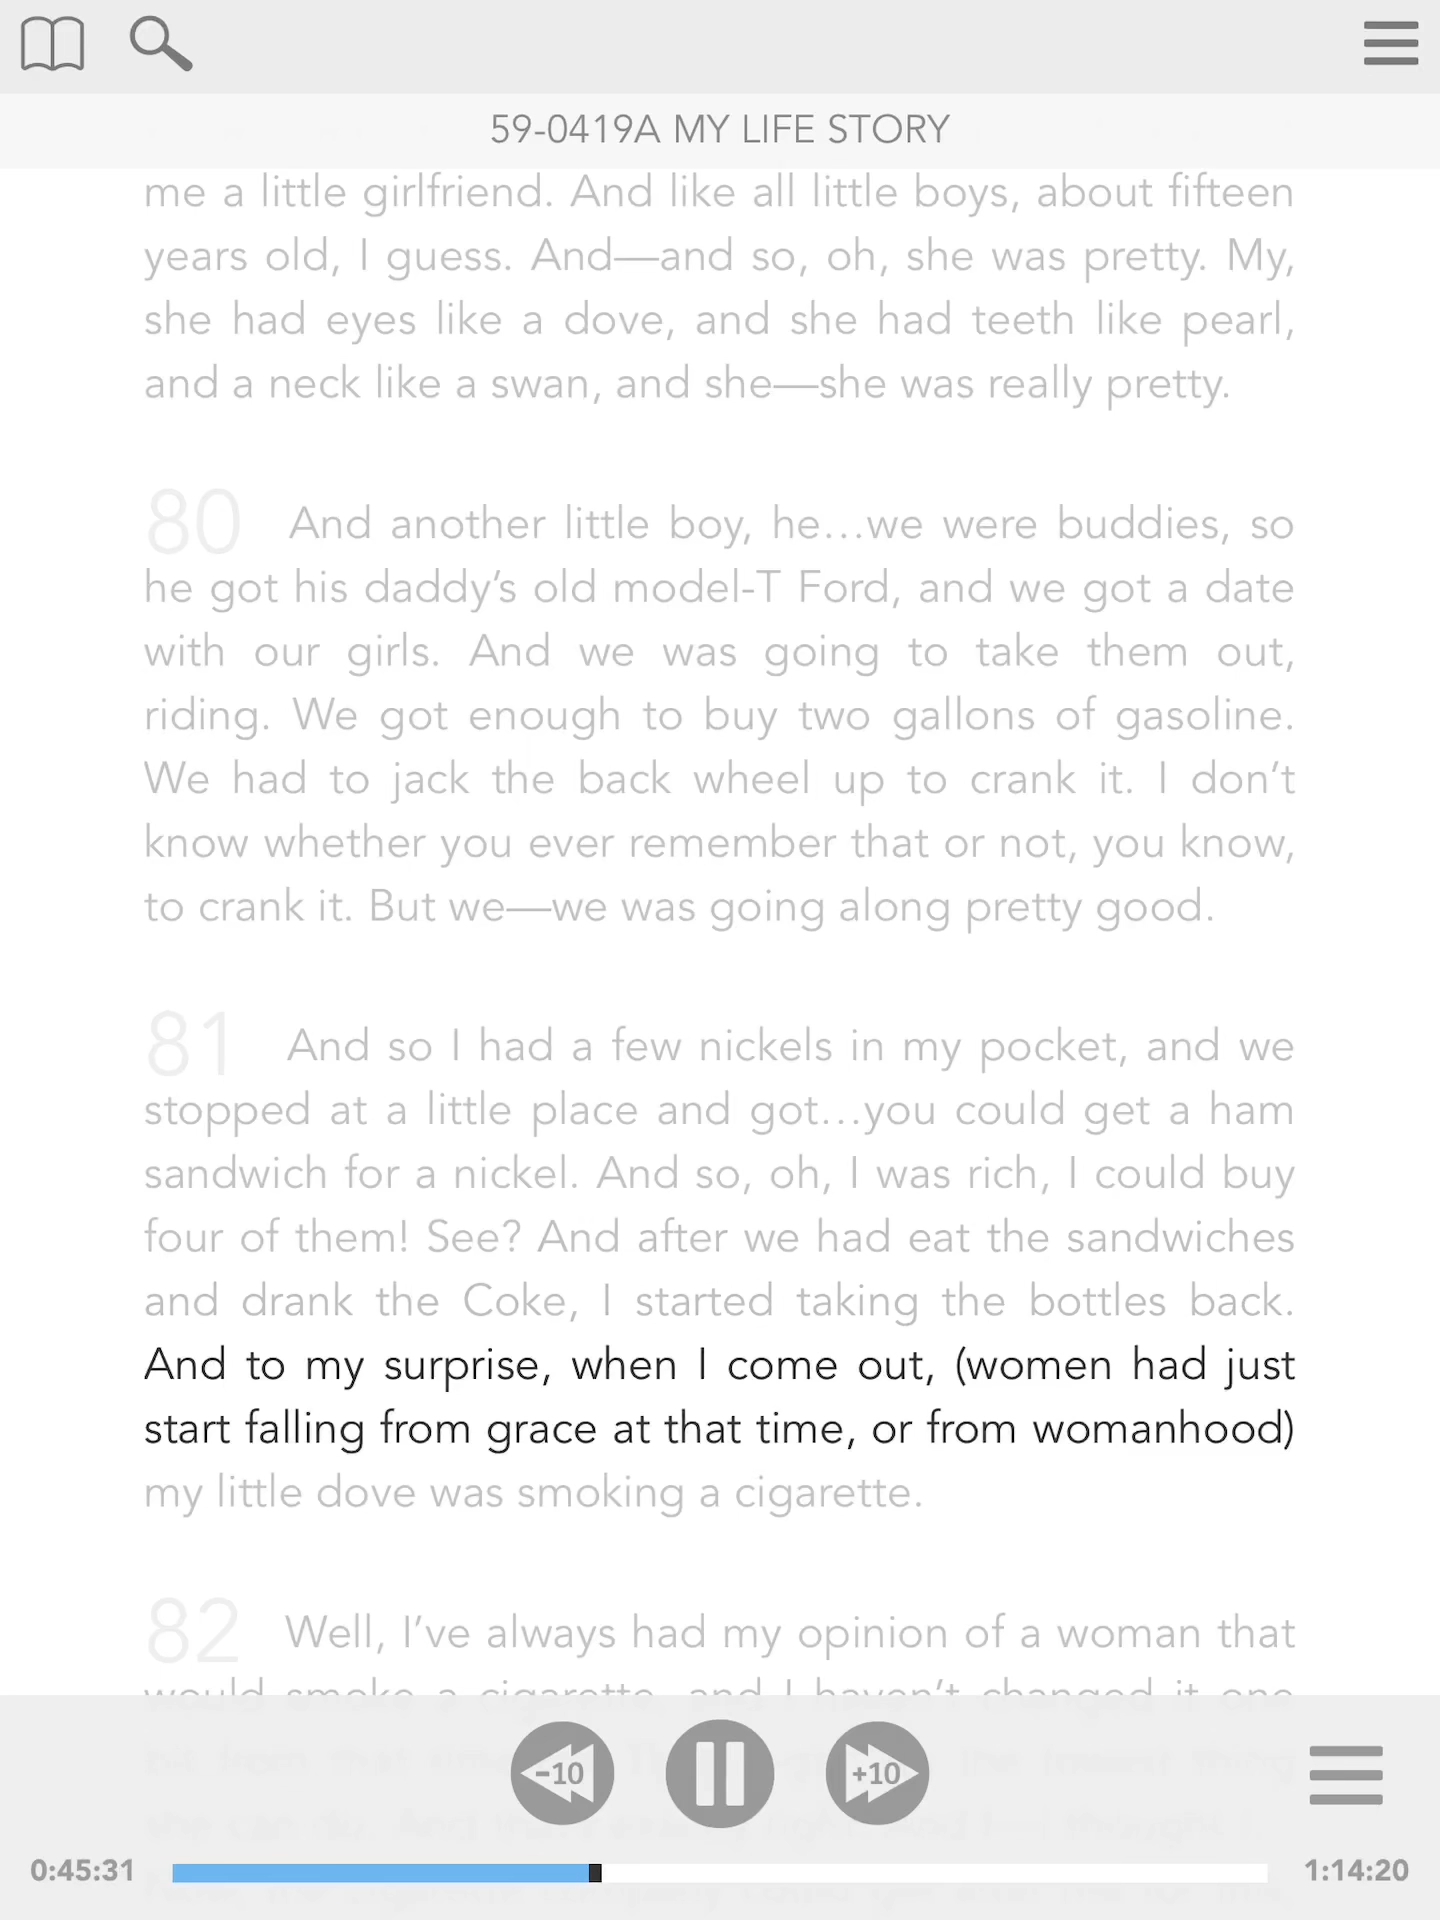 59-0419A MY LIFE STORY
me a little girlfriend. And like all little boys, about fifteen
years old, I guess. And—and so, oh, she was pretty. My,
she had eyes like a dove, and she had teeth like pearl,
and a neck like a swan, and she—she was really pretty.
80 And another little boy, he…we were buddies, so
he got his daddy’s old model-T Ford, and we got a date
with our girls. And we was going to take them out,
riding. We got enough to buy two gallons of gasoline.
We had to jack the back wheel up to crank it. I don’t
know whether you ever remember that or not, you know,
to crank it. But we—we was going along pretty good.
81 And so I had a few nickels in my pocket, and we
stopped at a little place and got…you could get a ham
sandwich for a nickel. And so, oh, I was rich, I could buy
four of them! See? And after we had eat the sandwiches
and drank the Coke, I started taking the bottles back.
And to my surprise, when I come out, (women had just
start falling from grace at that time, or from womanhood)
my little dove was smoking a cigarette.
82 Well, I’ve always had my opinion of a woman that
would smoke a cigarette, and I haven’t changed it one
-10 +10
0:45:31 1:14:20